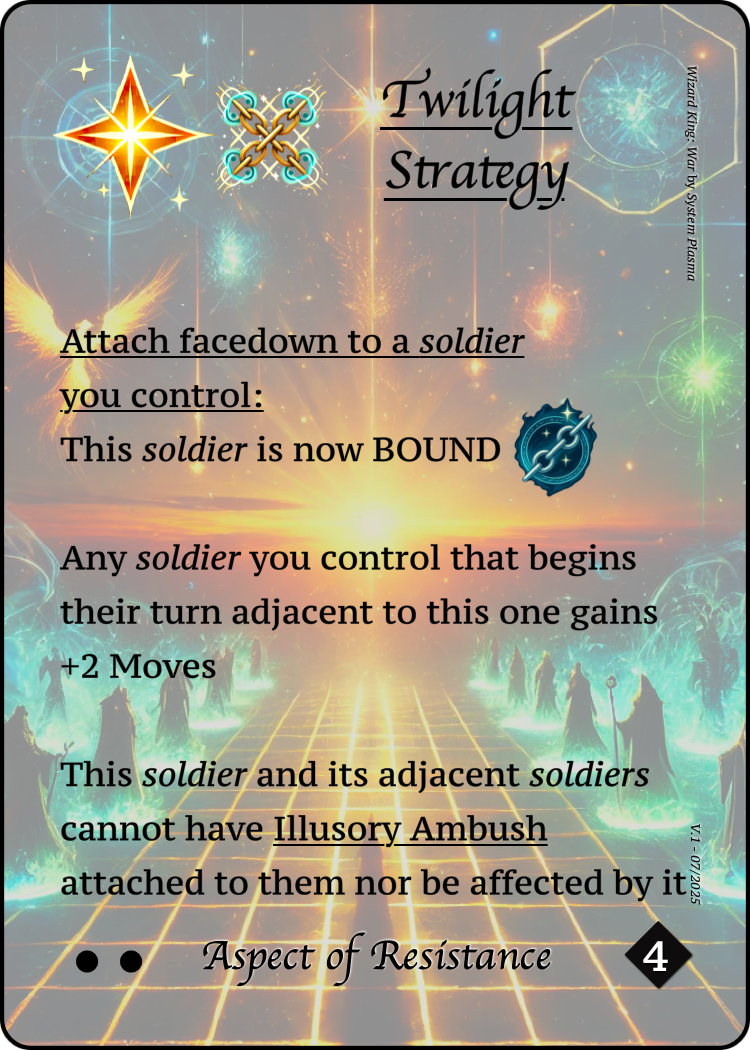 Twilight
Strategy
Wizard King: War by System Plasma
Attach facedown to a soldier
you control:
This soldier is now BOUND
Any soldier you control that begins
their turn adjacent to this one gains
+2 Moves
This soldier and its adjacent soldiers
cannot have Illusory Ambush
attached to them nor be affected by it
V.1 - 07/2025
Aspect of Resistance
4